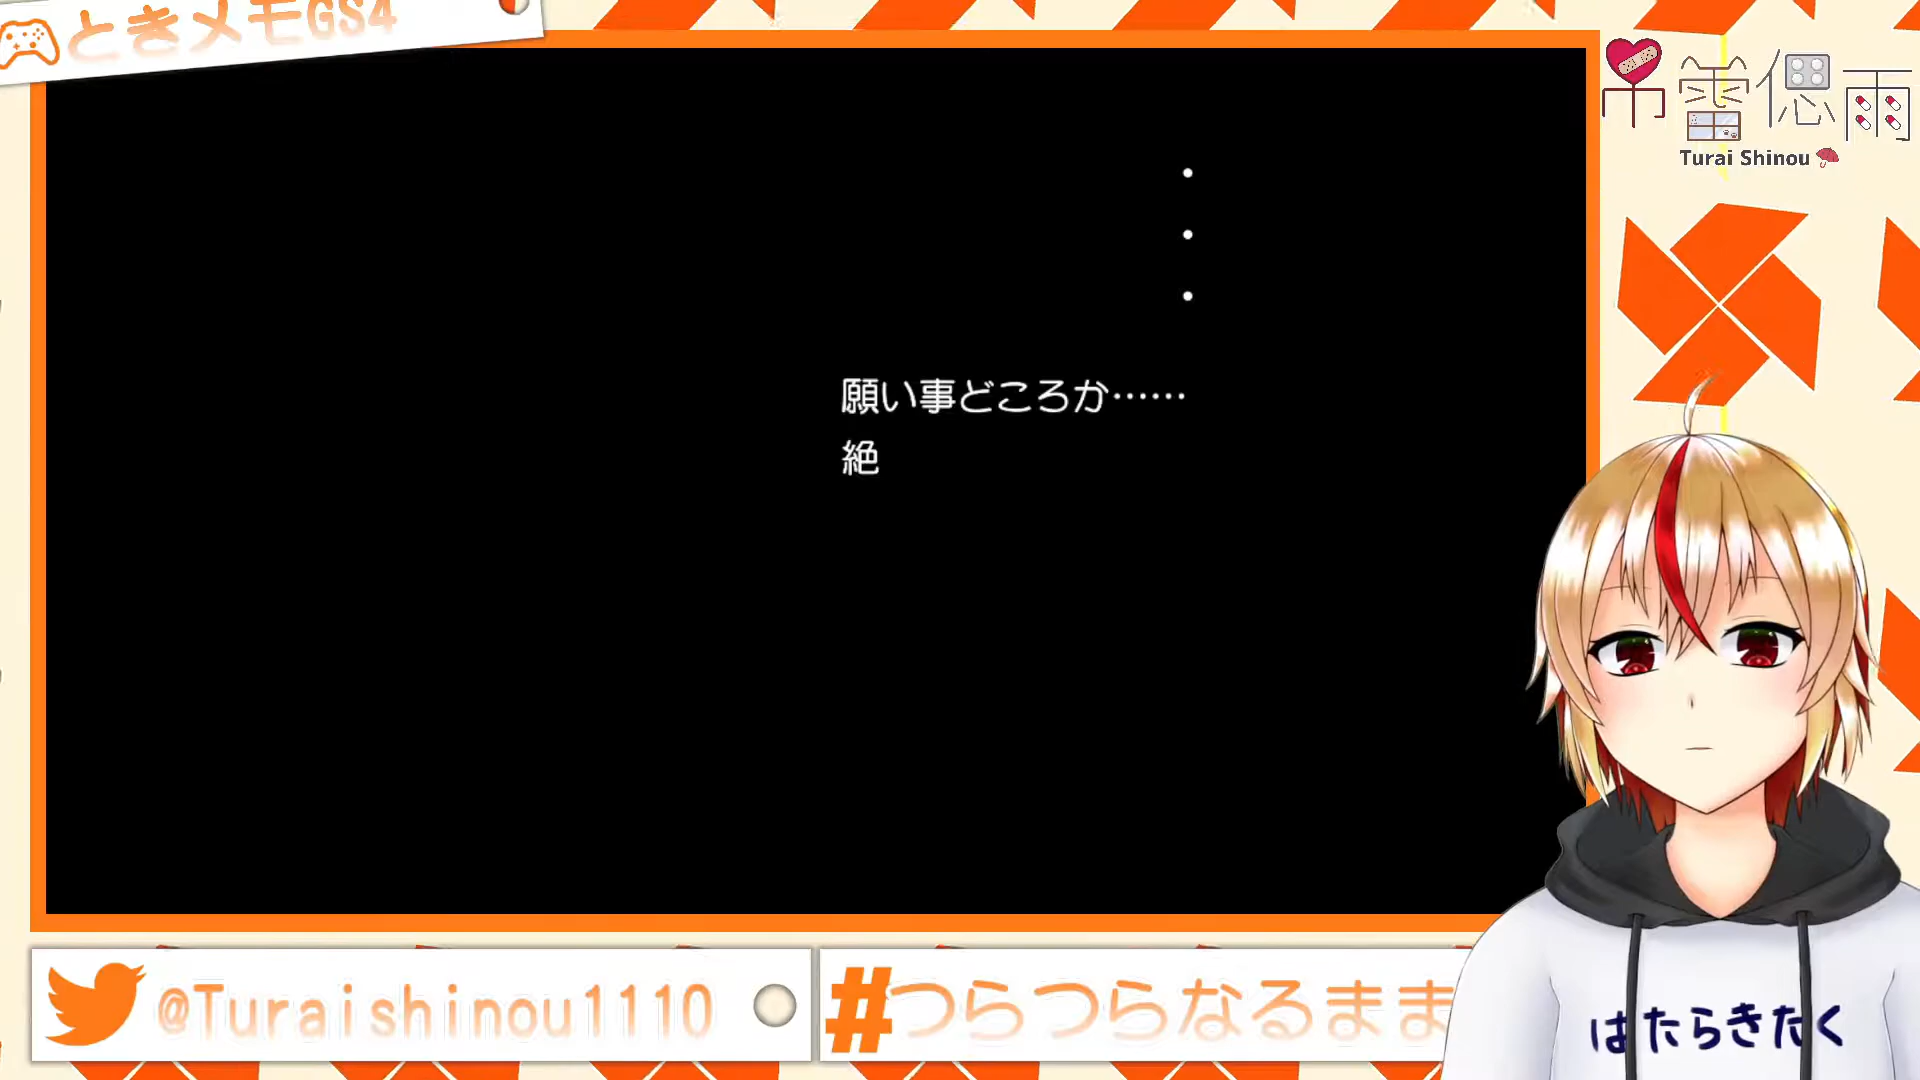 ときメモGS4
Turai Shinou
・
・
・
願い事どころか……
絶
@Turaishinou1110
#つらつらなるまま
はたらきたく